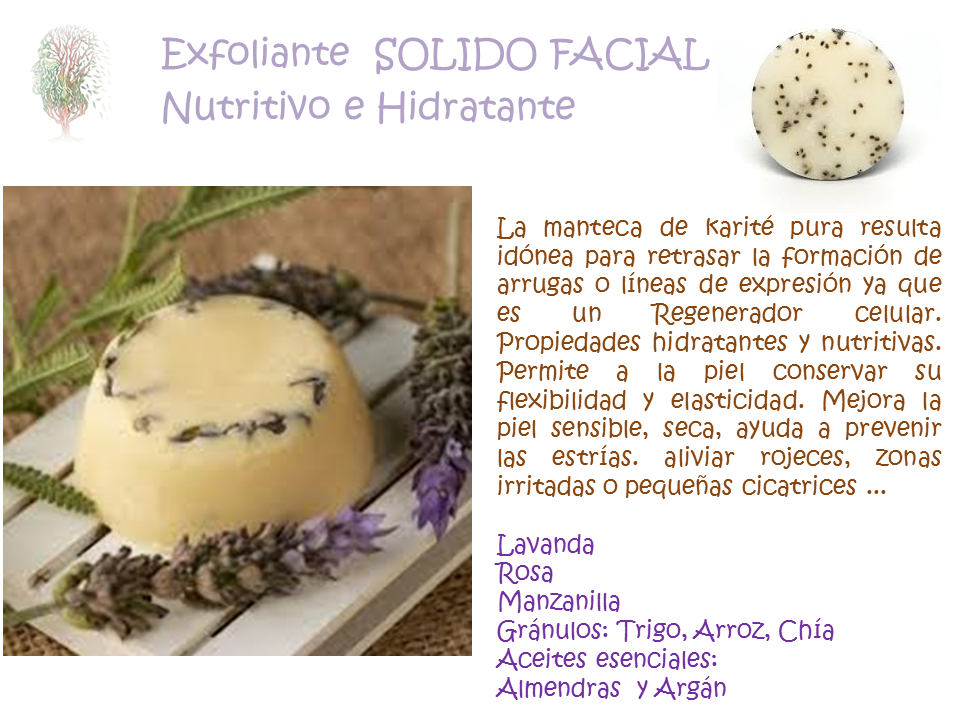 Exfoliante SOLIDO FACIAL
Nutritivo e Hidratante
La manteca de karité pura resulta
idónea para retrasar la formación de
arrugas o líneas de expresión ya que
es un Regenerador celular.
Propiedades hidratantes y nutritivas.
Permite a la piel conservar su
flexibilidad y elasticidad. Mejora la
piel sensible, seca, ayuda a prevenir
las estrías. aliviar rojeces, zonas
irritadas o pequeñas cicatrices ...
Lavanda
Rosa
Manzanilla
Gránulos: Trigo, Arroz, Chía
Aceites esenciales:
Almendras y Argán